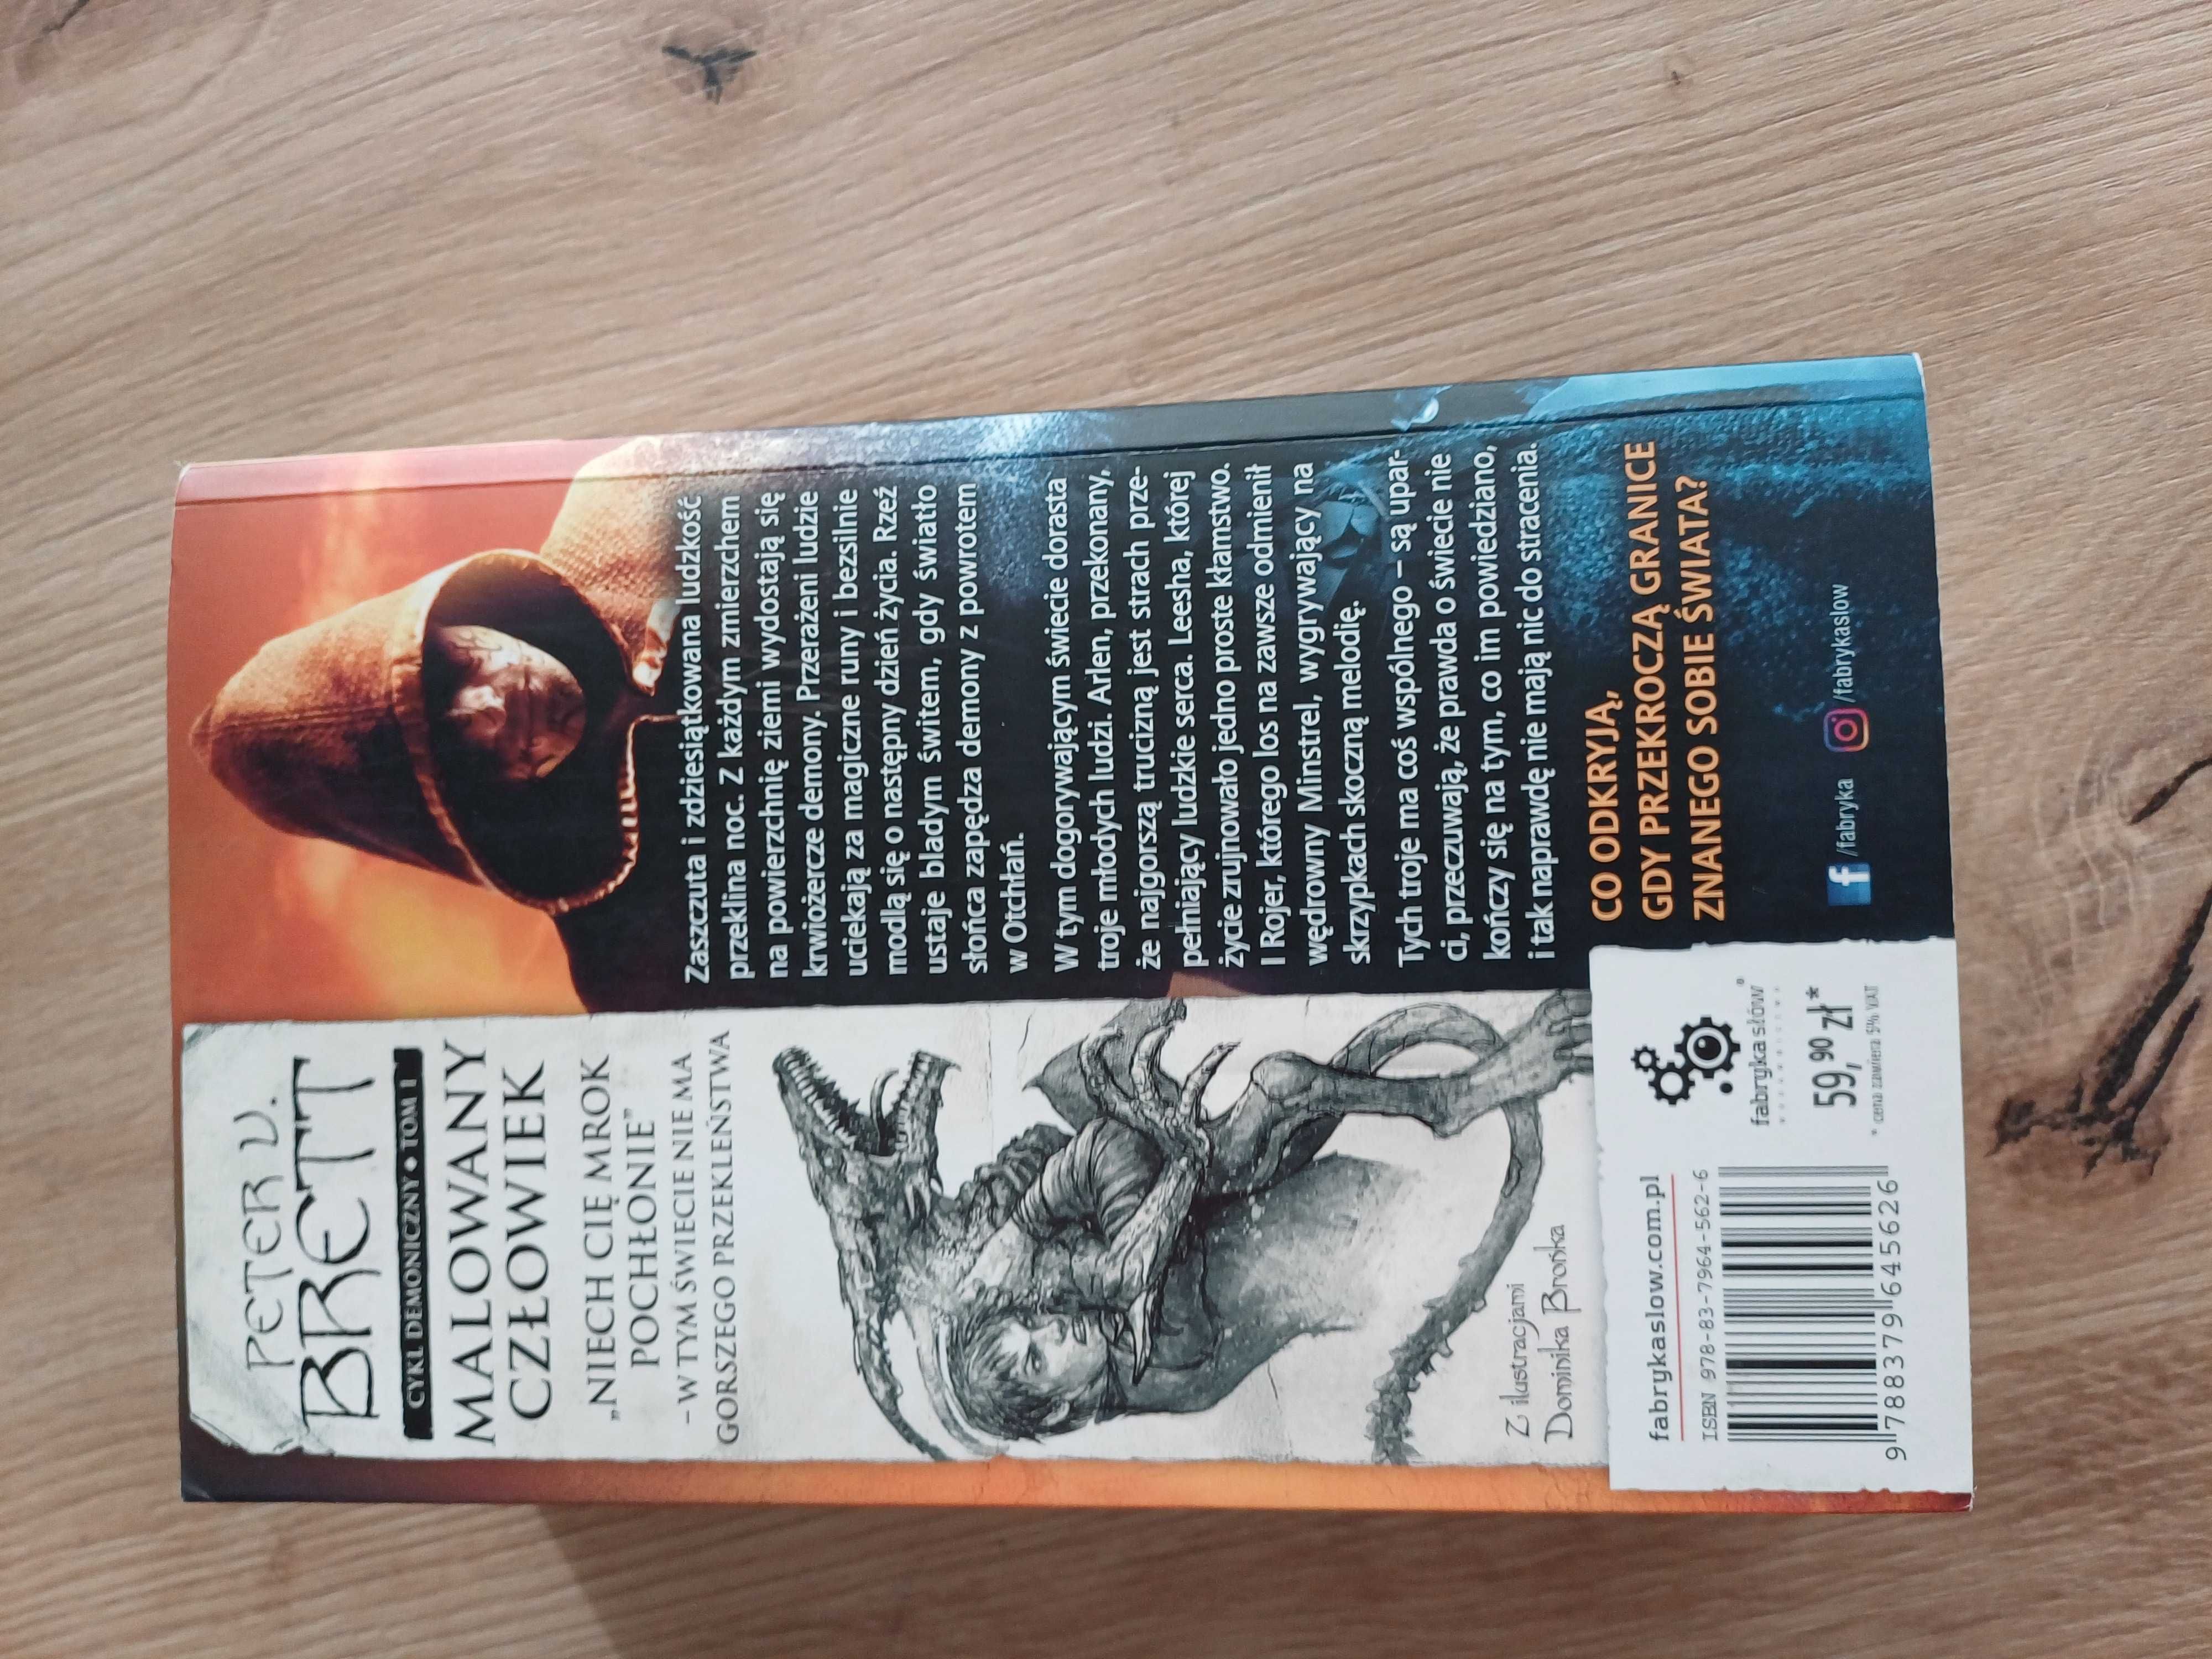 PETER V.
BRETT
CYKL DEMONICZNY • TOM I
MALOWANY
CZŁOWIEK
„NIECH CIĘ MROK
POCHŁONIE”
– W TYM ŚWIECIE NIE MA
GORSZEGO PRZEKLEŃSTWA
Z ilustracjami
Dominika Brońka
Zaszczuta i zdziesiątkowana ludzkość
przeklina noc. Z każdym zmierzchem
na powierzchnię ziemi wydostają się
krwiożercze demony. Przerażeni ludzie
uciekają za magiczne runy i bezsilnie
modlą się o następny dzień życia. Rzeź
ustaje bladym świtem, gdy światło
słońca zapędza demony z powrotem
w Otchłań.
W tym dogorywającym świecie dorasta
troje młodych ludzi. Arlen, przekonany,
że najgorszą trucizną jest strach prze-
pełniający ludzkie serca. Leesha, której
życie zrujnowało jedno proste kłamstwo.
I Rojer, którego los na zawsze odmienił
wędrowny Minstrel, wygrywający na
skrzypkach skoczną melodię.
Tych troje ma coś wspólnego – są upar-
ci, przeczuwają, że prawda o świecie nie
kończy się na tym, co im powiedziano,
i tak naprawdę nie mają nic do stracenia.
CO ODKRYJĄ,
GDY PRZEKROCZĄ GRANICE
ZNANEGO SOBIE ŚWIATA?
/fabryka /fabrykaslow
fabrykaslow.com.pl
ISBN 978-83-7964-562-6
9 788379 645626
fabryka słów®
59,90 zł*
* cena zawiera 5% VAT